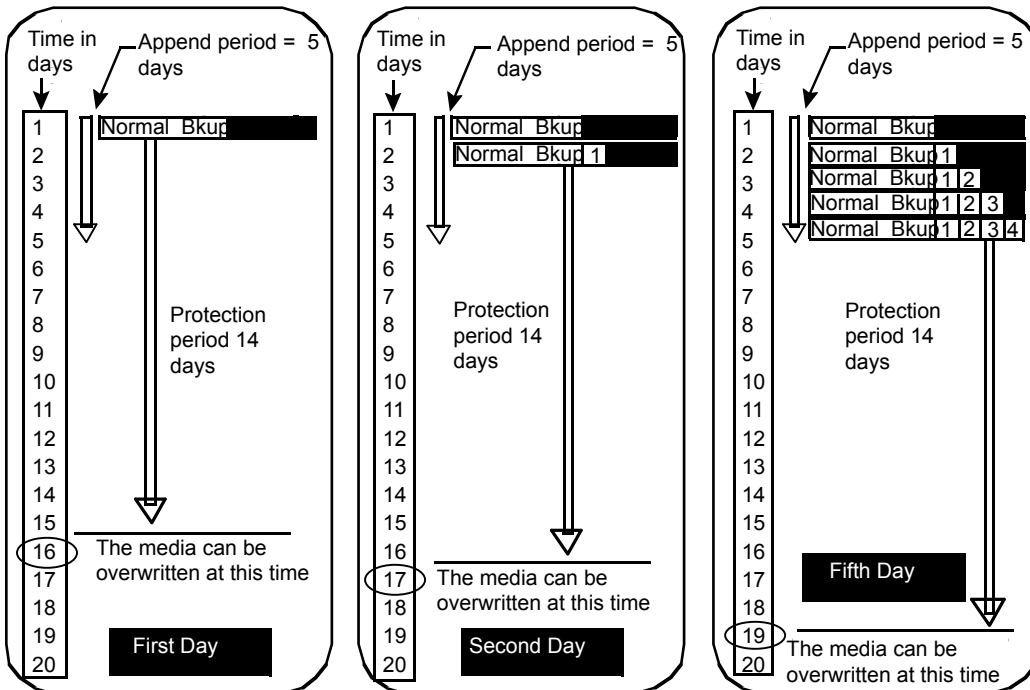 Time in
days
Append period = 5
days
1
2
3
4
5
6
7
8
9
10
11
12
13
14
15
16
17
18
19
20
Normal Bkup
Protection
period 14
days
The media can be
overwritten at this time
First Day
Time in
days
Append period = 5
days
1
2
3
4
5
6
7
8
9
10
11
12
13
14
15
16
17
18
19
20
Normal Bkup
Normal Bkup 1
Protection
period 14
days
The media can be
overwritten at this time
Second Day
Time in
days
Append period = 5
days
1
2
3
4
5
6
7
8
9
10
11
12
13
14
15
16
17
18
19
20
Normal Bkup
Normal Bkup 1
Normal Bkup 1 2
Normal Bkup 1 2 3
Normal Bkup 1 2 3 4
Protection
period 14
days
Fifth Day
The media can be
overwritten at this time